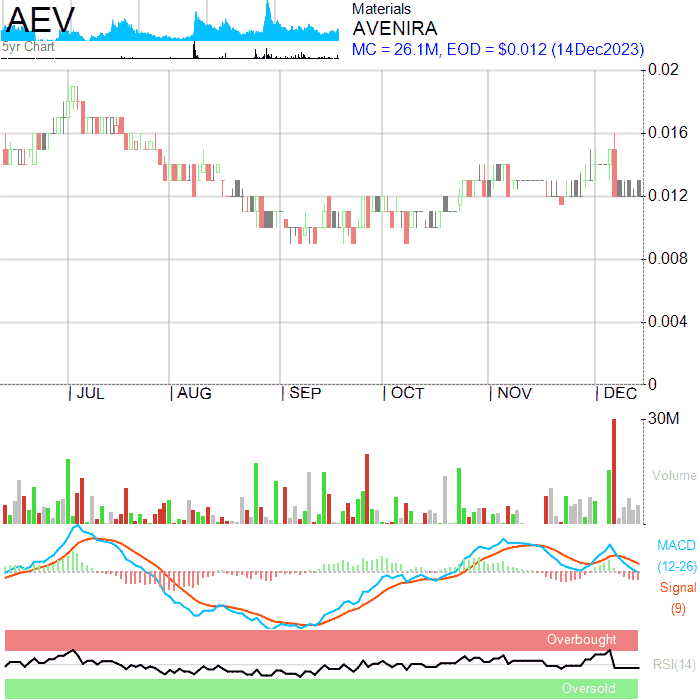 AEV
5yr Chart
Materials
AVENIRA
MC = 26.1M, EOD = $0.012 (14Dec2023)
0.02
0.016
0.012
0.008
0.004
0
JUL AUG SEP OCT NOV DEC
30M
Volume
MACD
(12-26)
Signal
(9)
Overbought
RSI(14)
Oversold